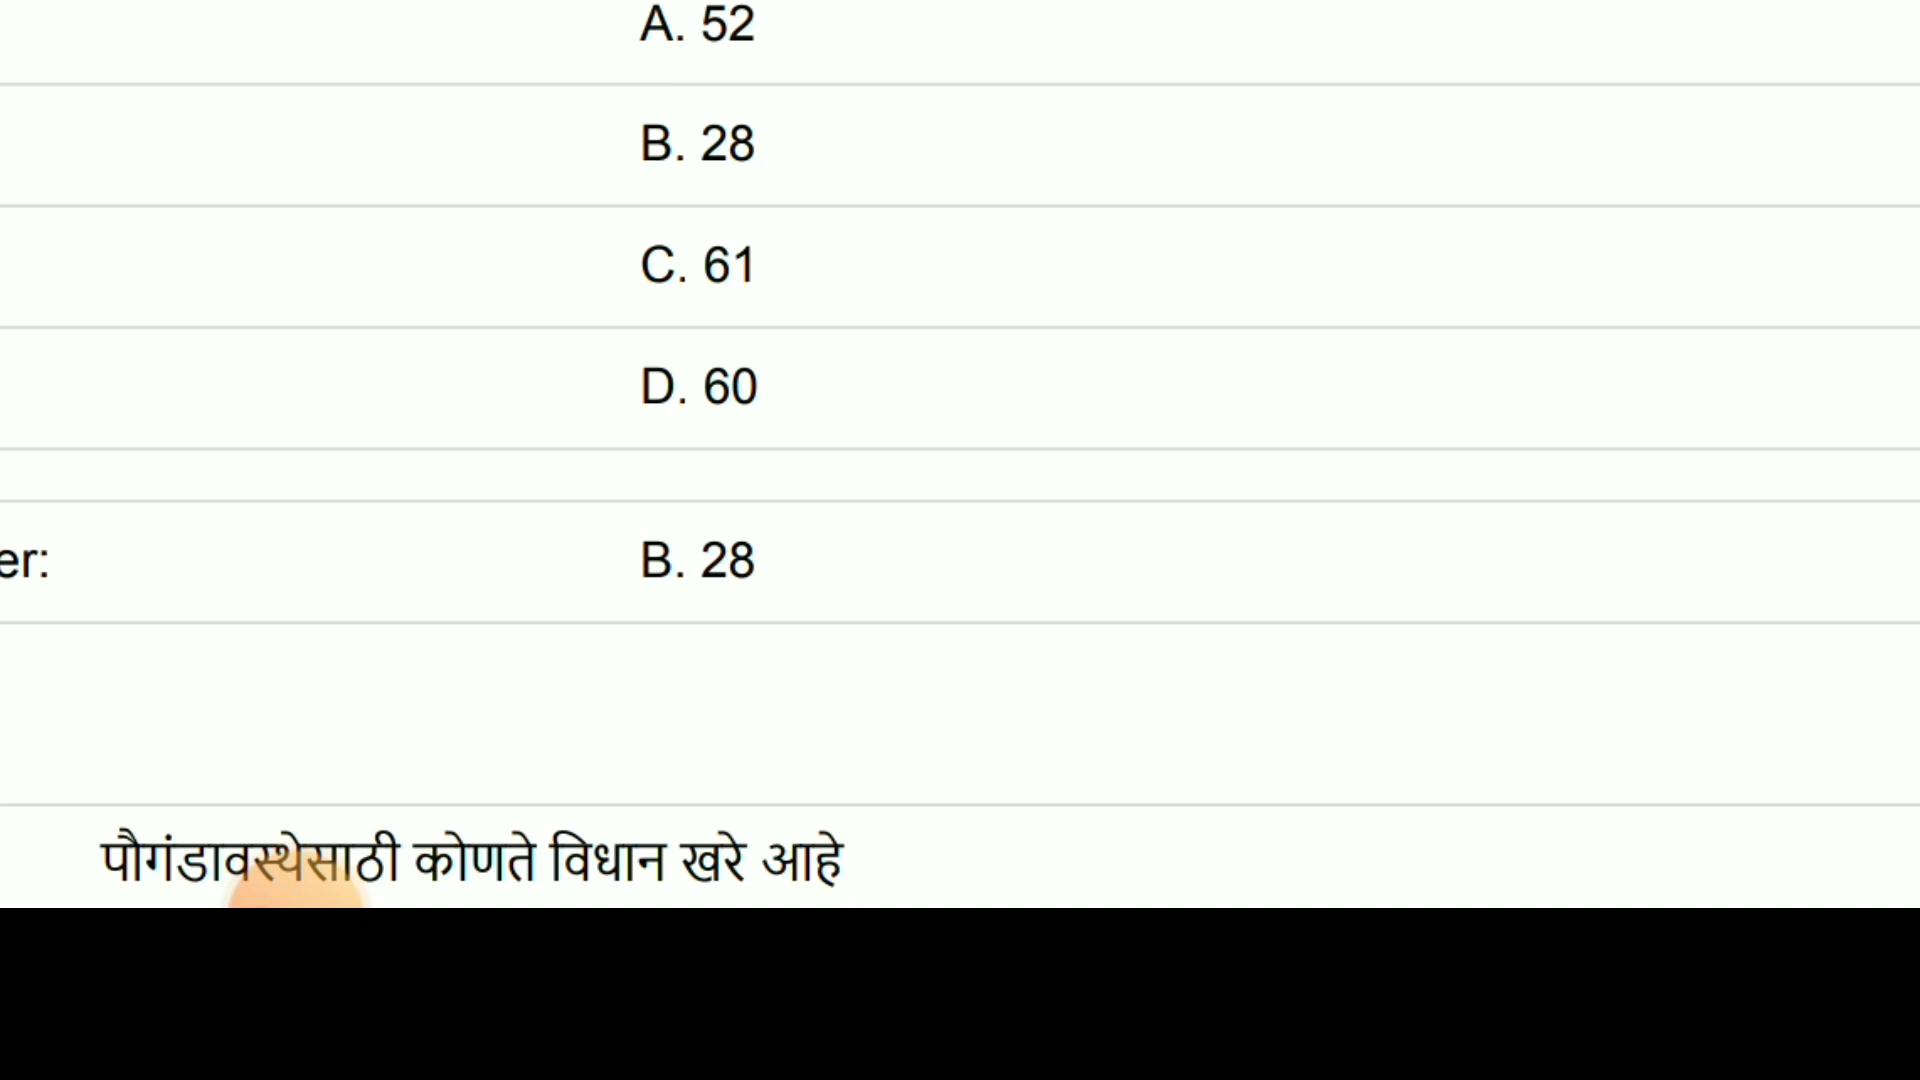 A. 52
B. 28
C. 61
D. 60
er: B. 28
पौगंडावस्थेसाठी कोणते विधान खरे आहे